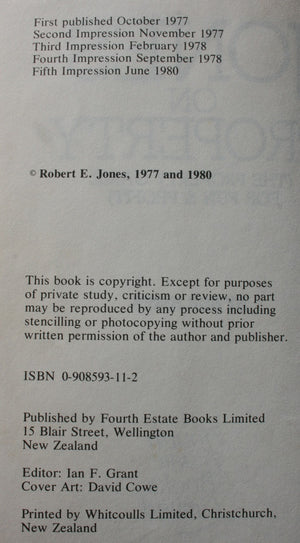 First published October 1977
Second Impression November 1977
Third Impression February 1978
Fourth Impression September 1978
Fifth Impression June 1980
© Robert E. Jones, 1977 and 1980
This book is copyright. Except for purposes
of private study, criticism or review, no part
may be reproduced by any process including
stencilling or photocopying without prior
written permission of the author and publisher.
ISBN 0-908593-11-2
Published by Fourth Estate Books Limited
15 Blair Street, Wellington
New Zealand
Editor: Ian F. Grant
Cover Art: David Cowe
Printed by Whitcoulls Limited, Christchurch,
New Zealand